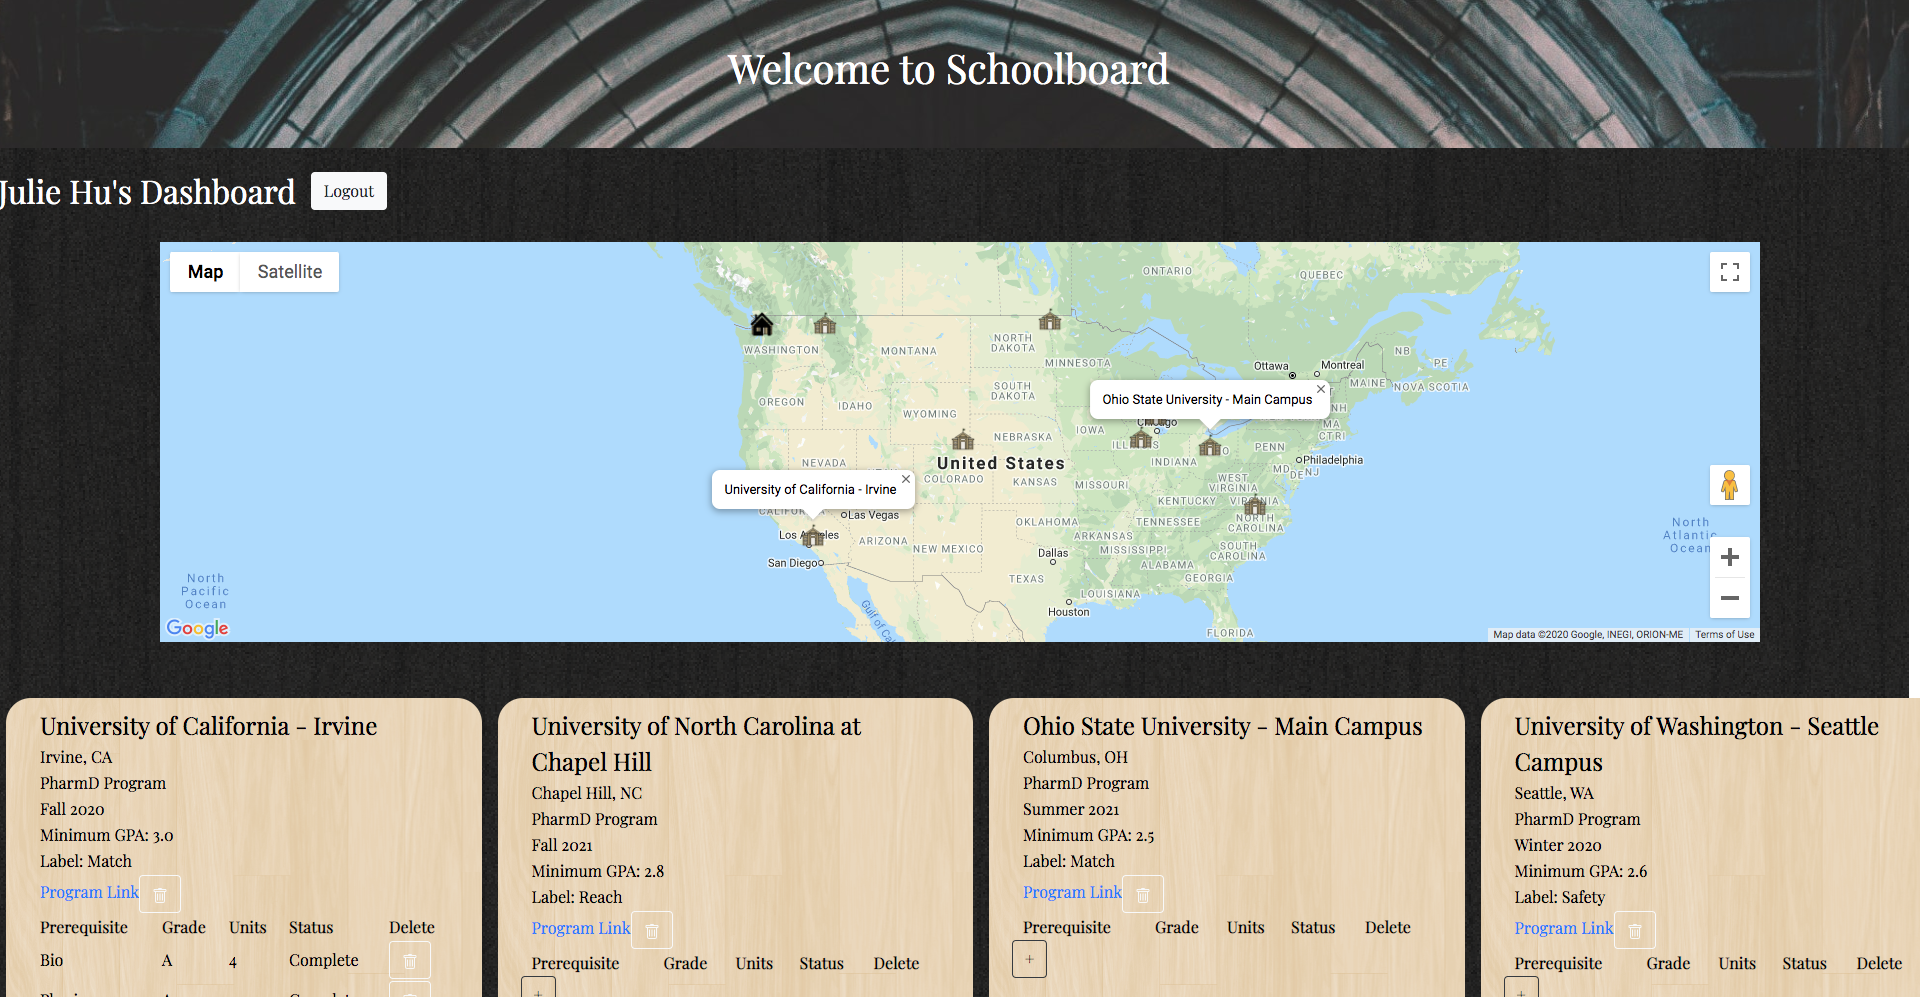 Welcome to Schoolboard
Julie Hu's Dashboard
Logout
Map
Satellite
ONTARIO
QUEBEC
WASHINGTON
MONTANA
NORTH
DAKOTA
MINNESOTA
Ottawa
Montreal
NB
PE
MAINE
NOVA SCOTIA
OREGON
IDAHO
SOUTH
DAKOTA
WYOMING
Ohio State University - Main Campus
NH
MA
CT RI
IOWA
NEBRASKA
PENN
NEVADA
United States
INDIANA
Philadelphia
MD
DE
NJ
COLORADO
KANSAS
MISSOURI
WEST
VIRGINIA
KENTUCKY
University of California - Irvine
Las Vegas
OKLAHOMA
TENNESSEE
NORTH
CAROLINA
ARIZONA
NEW MEXICO
ARKANSAS
MISSISSIPPI
SOUTH
CAROLINA
San Diego
Dallas
ALABAMA
TEXAS
GEORGIA
LOUISIANA
Houston
FLORIDA
Gulf of
North
Pacific
Ocean
North
Atlantic
Ocean
Google
Map data ©2020 Google, INEGI, ORION-ME
Terms of Use
University of California - Irvine
Irvine, CA
PharmD Program
Fall 2020
Minimum GPA: 3.0
Label: Match
Program Link
Prerequisite Grade Units Status Delete
Bio A 4 Complete
University of North Carolina at
Chapel Hill
Chapel Hill, NC
PharmD Program
Fall 2021
Minimum GPA: 2.8
Label: Reach
Program Link
Prerequisite Grade Units Status Delete
+
Ohio State University - Main Campus
Columbus, OH
PharmD Program
Summer 2021
Minimum GPA: 2.5
Label: Match
Program Link
Prerequisite Grade Units Status Delete
+
University of Washington - Seattle
Campus
Seattle, WA
PharmD Program
Winter 2020
Minimum GPA: 2.6
Label: Safety
Program Link
Prerequisite Grade Units Status Delete
+